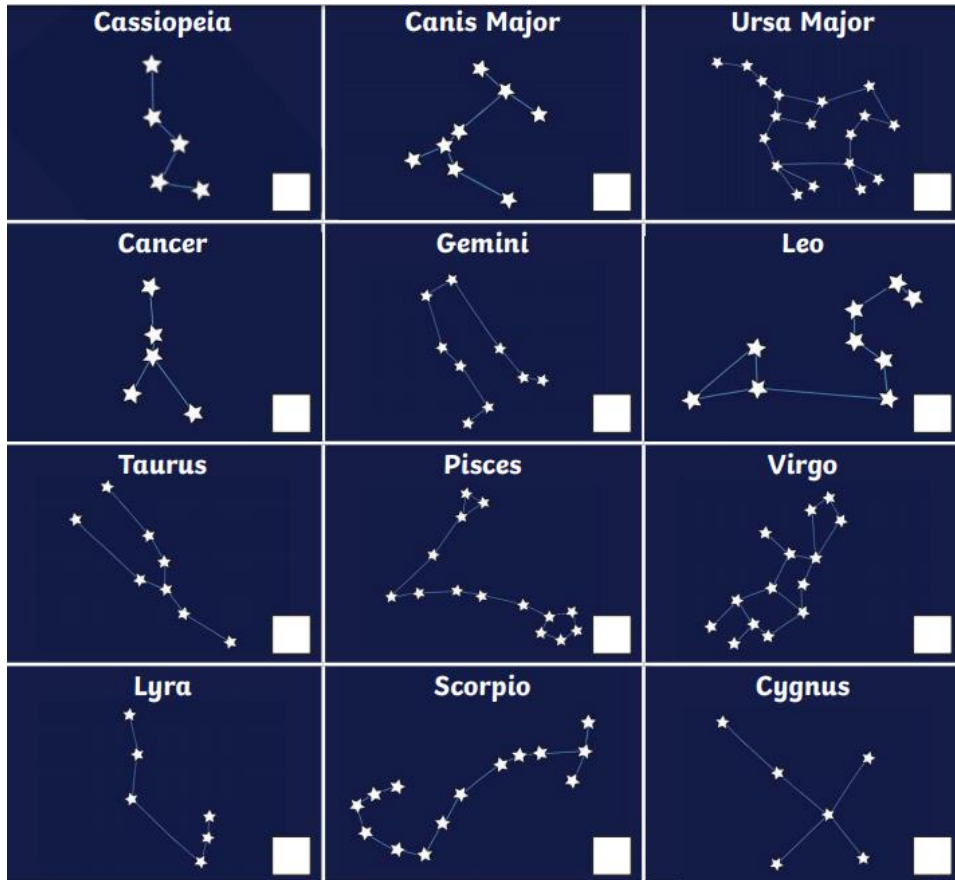 Cassiopeia
Canis Major
Ursa Major
Cancer
Gemini
Leo
Taurus
Pisces
Virgo
Lyra
Scorpio
Cygnus